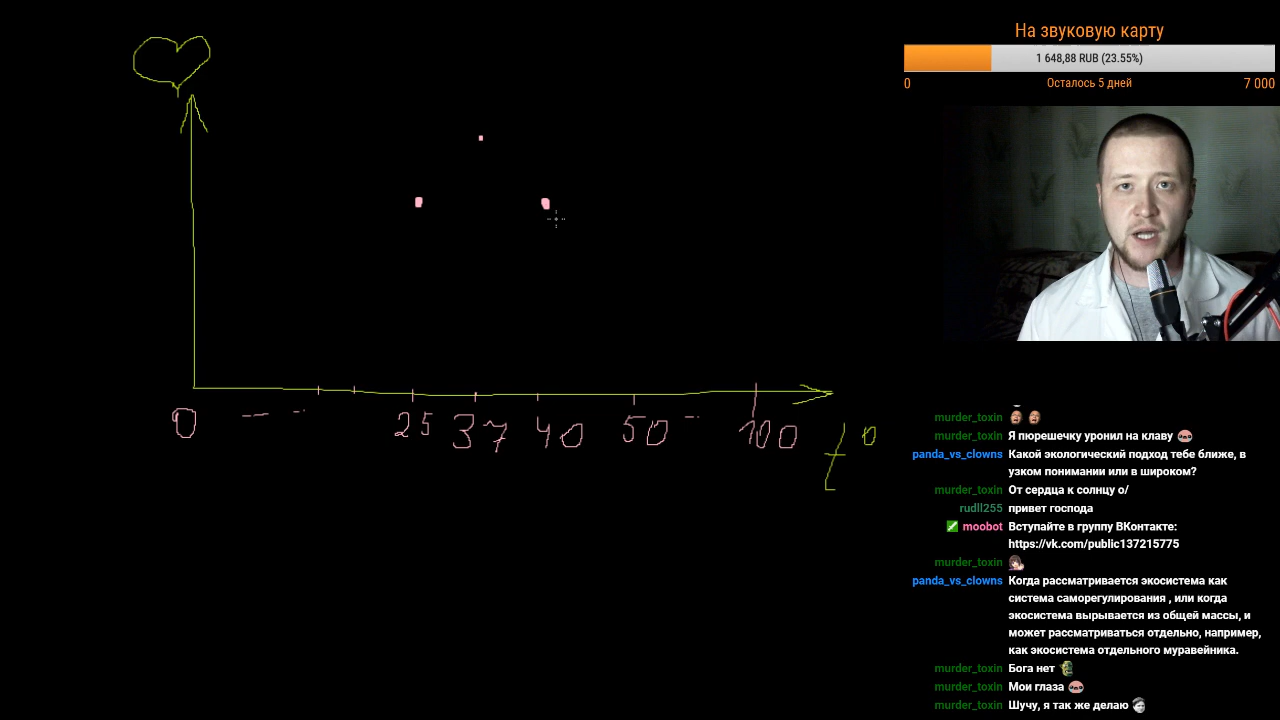 На звуковую карту
1 648,88 RUB (23.55%)
0 Осталось 5 дней 7 000
0 25 37 40 50 100 t°
murder_toxin
murder_toxin Я пюрешечку уронил на клаву
panda_vs_clowns Какой экологический подход тебе ближе, в
узком понимании или в широком?
murder_toxin От сердца к солнцу о/
rudll255 привет господа
moobot Вступайте в группу ВКонтакте:
https://vk.com/public137215775
murder_toxin
panda_vs_clowns Когда рассматривается экосистема как
система саморегулирования , или когда
экосистема вырывается из общей массы, и
может рассматриваться отдельно, например,
как экосистема отдельного муравейника.
murder_toxin Бога нет
murder_toxin Мои глаза
murder_toxin Шучу, я так же делаю